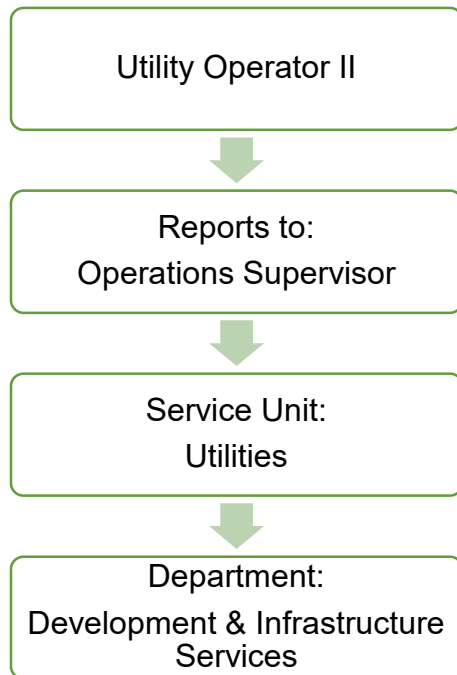 Utility Operator II
Reports to:
Operations Supervisor
Service Unit:
Utilities
Department:
Development & Infrastructure
Services